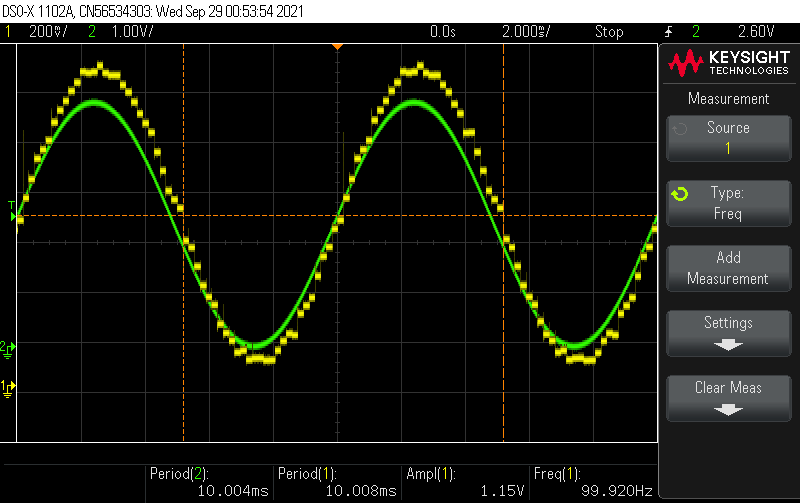 DSO-X 1102A, CN56534303: Wed Sep 29 00:53:54 2021
1 200mV/ 2 1.00V/ 0.0s 2.000ms/ Stop 2 2.60V
KEYSIGHT
TECHNOLOGIES
Measurement
Source
1
Type:
Freq
Add
Measurement
Settings
Clear Meas
T
2
1
Period(2): Period(1): Ampl(1): Freq(1):
10.004ms 10.008ms 1.15V 99.920Hz